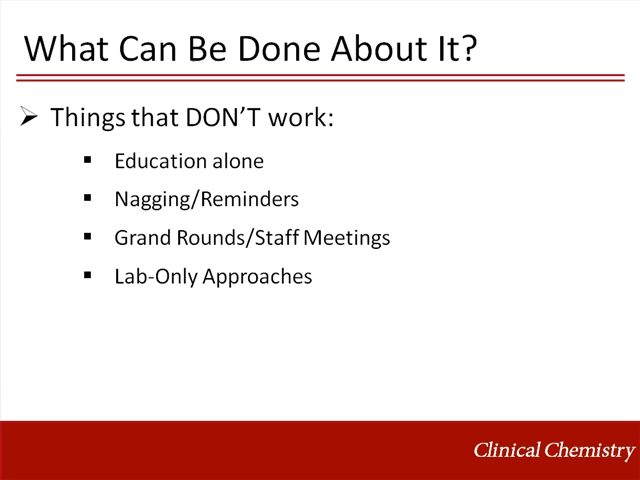 What Can Be Done About It?
Things that DON’T work:
Education alone
Nagging/Reminders
Grand Rounds/Staff Meetings
Lab-Only Approaches
Clinical Chemistry